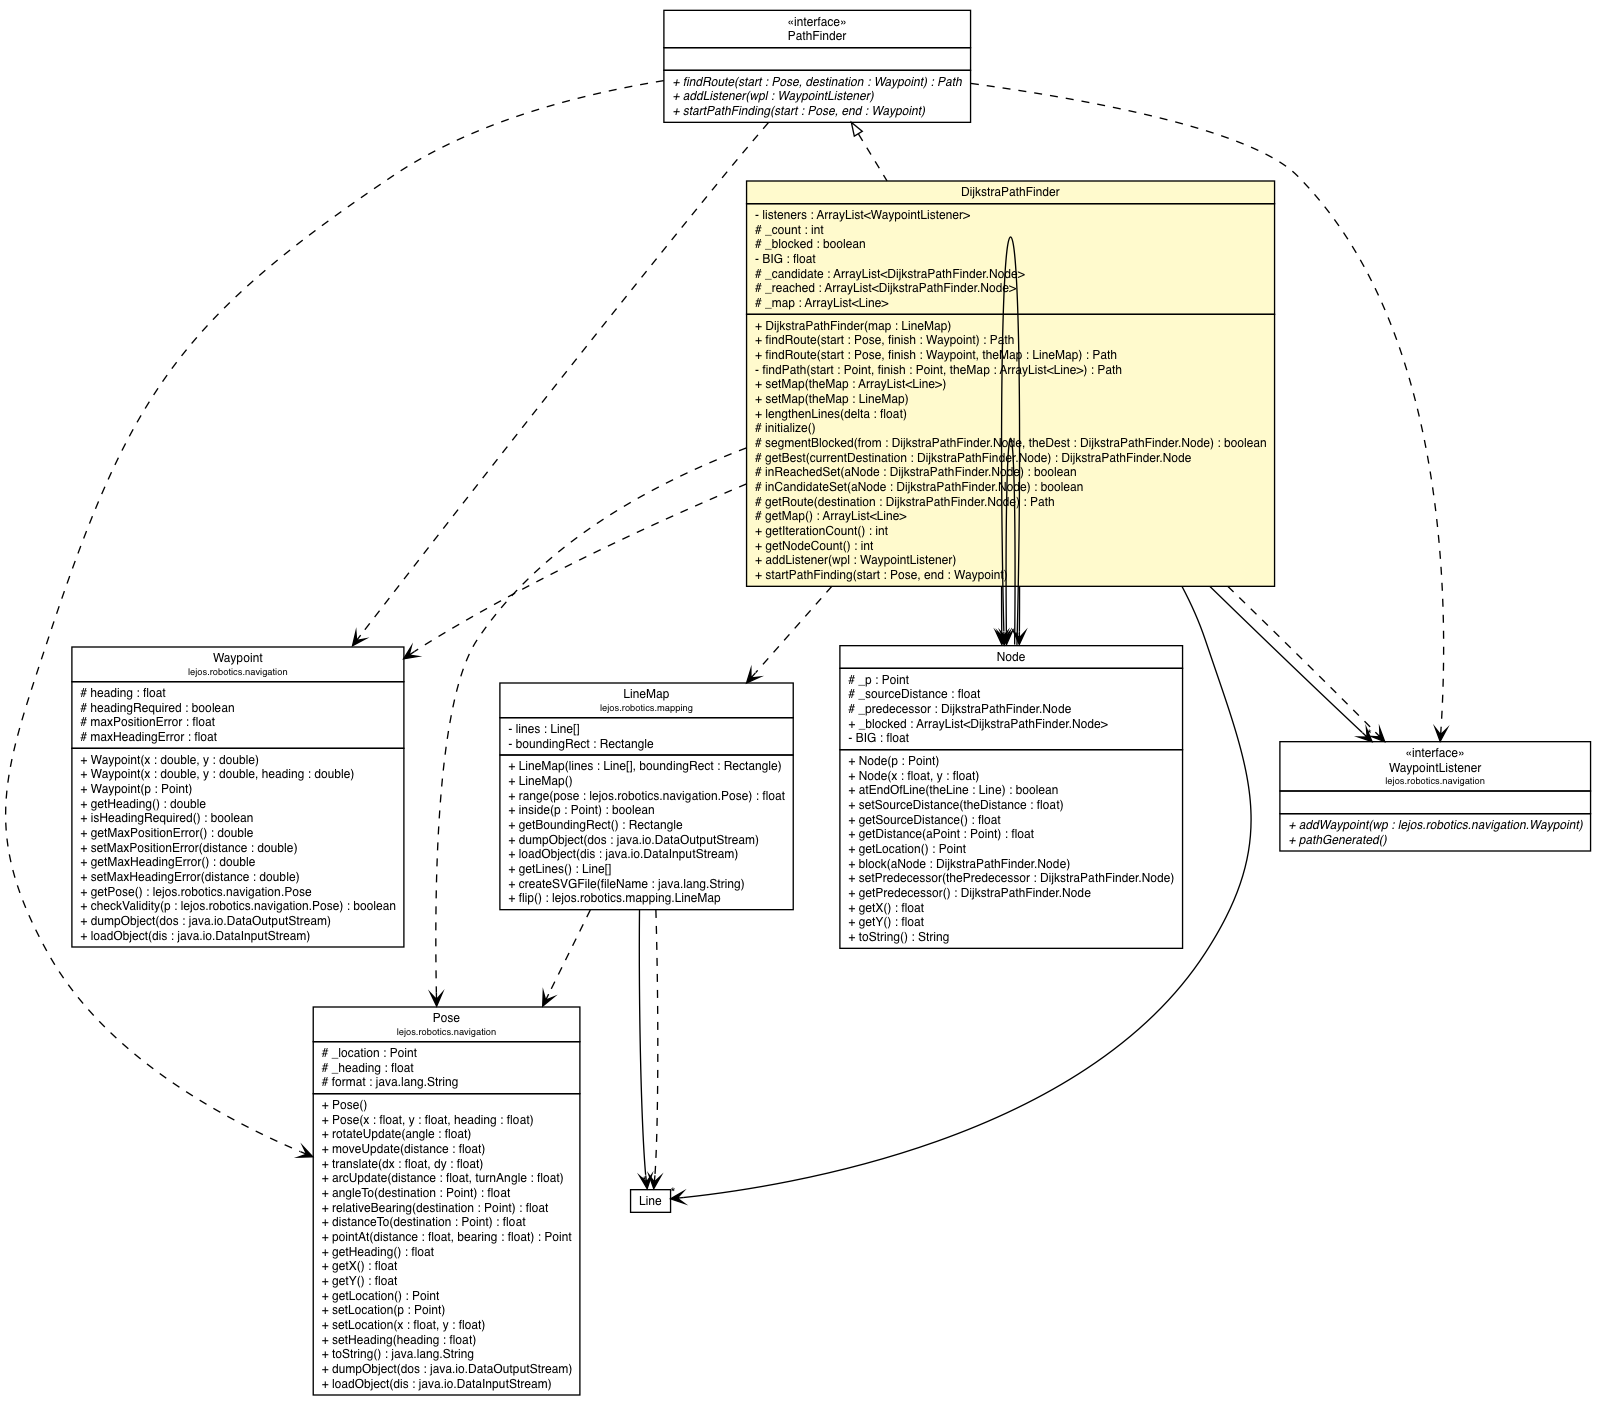 «interface»
PathFinder
+ findRoute(start : Pose, destination : Waypoint) : Path
+ addListener(wpl : WaypointListener)
+ startPathFinding(start : Pose, end : Waypoint)
DijkstraPathFinder
- listeners : ArrayList<WaypointListener>
# _count : int
# _blocked : boolean
- BIG : float
# _candidate : ArrayList<DijkstraPathFinder.Node>
# _reached : ArrayList<DijkstraPathFinder.Node>
# _map : ArrayList<Line>
+ DijkstraPathFinder(map : LineMap)
+ findRoute(start : Pose, finish : Waypoint) : Path
+ findRoute(start : Pose, finish : Waypoint, theMap : LineMap) : Path
- findPath(start : Point, finish : Point, theMap : ArrayList<Line>) : Path
+ setMap(theMap : ArrayList<Line>)
+ setMap(theMap : LineMap)
+ lengthenLines(delta : float)
# initialize()
# segmentBlocked(from : DijkstraPathFinder.Node, theDest : DijkstraPathFinder.Node) : boolean
# getBest(currentDestination : DijkstraPathFinder.Node) : DijkstraPathFinder.Node
# inReachedSet(aNode : DijkstraPathFinder.Node) : boolean
# inCandidateSet(aNode : DijkstraPathFinder.Node) : boolean
# getRoute(destination : DijkstraPathFinder.Node) : Path
# getMap() : ArrayList<Line>
+ getIterationCount() : int
+ getNodeCount() : int
+ addListener(wpl : WaypointListener)
+ startPathFinding(start : Pose, end : Waypoint)
Waypoint
lejos.robotics.navigation
# heading : float
# headingRequired : boolean
# maxPositionError : float
# maxHeadingError : float
+ Waypoint(x : double, y : double)
+ Waypoint(x : double, y : double, heading : double)
+ Waypoint(p : Point)
+ getHeading() : double
+ isHeadingRequired() : boolean
+ getMaxPositionError() : double
+ setMaxPositionError(distance : double)
+ getMaxHeadingError() : double
+ setMaxHeadingError(distance : double)
+ getPose() : lejos.robotics.navigation.Pose
+ checkValidity(p : lejos.robotics.navigation.Pose) : boolean
+ dumpObject(dos : java.io.DataOutputStream)
+ loadObject(dis : java.io.DataInputStream)
LineMap
lejos.robotics.mapping
- lines : Line[]
- boundingRect : Rectangle
+ LineMap(lines : Line[], boundingRect : Rectangle)
+ LineMap()
+ range(pose : lejos.robotics.navigation.Pose) : float
+ inside(p : Point) : boolean
+ getBoundingRect() : Rectangle
+ dumpObject(dos : java.io.DataOutputStream)
+ loadObject(dis : java.io.DataInputStream)
+ getLines() : Line[]
+ createSVGFile(fileName : java.lang.String)
+ flip() : lejos.robotics.mapping.LineMap
Node
# _p : Point
# _sourceDistance : float
# _predecessor : DijkstraPathFinder.Node
+ _blocked : ArrayList<DijkstraPathFinder.Node>
- BIG : float
+ Node(p : Point)
+ Node(x : float, y : float)
+ atEndOfLine(theLine : Line) : boolean
+ setSourceDistance(theDistance : float)
+ getSourceDistance() : float
+ getDistance(aPoint : Point) : float
+ getLocation() : Point
+ block(aNode : DijkstraPathFinder.Node)
+ setPredecessor(thePredecessor : DijkstraPathFinder.Node)
+ getPredecessor() : DijkstraPathFinder.Node
+ getX() : float
+ getY() : float
+ toString() : String
«interface»
WaypointListener
lejos.robotics.navigation
+ addWaypoint(wp : lejos.robotics.navigation.Waypoint)
+ pathGenerated()
Pose
lejos.robotics.navigation
# _location : Point
# _heading : float
# format : java.lang.String
+ Pose()
+ Pose(x : float, y : float, heading : float)
+ rotateUpdate(angle : float)
+ moveUpdate(distance : float)
+ translate(dx : float, dy : float)
+ arcUpdate(distance : float, turnAngle : float)
+ angleTo(destination : Point) : float
+ relativeBearing(destination : Point) : float
+ distanceTo(destination : Point) : float
+ pointAt(distance : float, bearing : float) : Point
+ getHeading() : float
+ getX() : float
+ getY() : float
+ getLocation() : Point
+ setLocation(p : Point)
+ setLocation(x : float, y : float)
+ setHeading(heading : float)
+ toString() : java.lang.String
+ dumpObject(dos : java.io.DataOutputStream)
+ loadObject(dis : java.io.DataInputStream)
*
Line